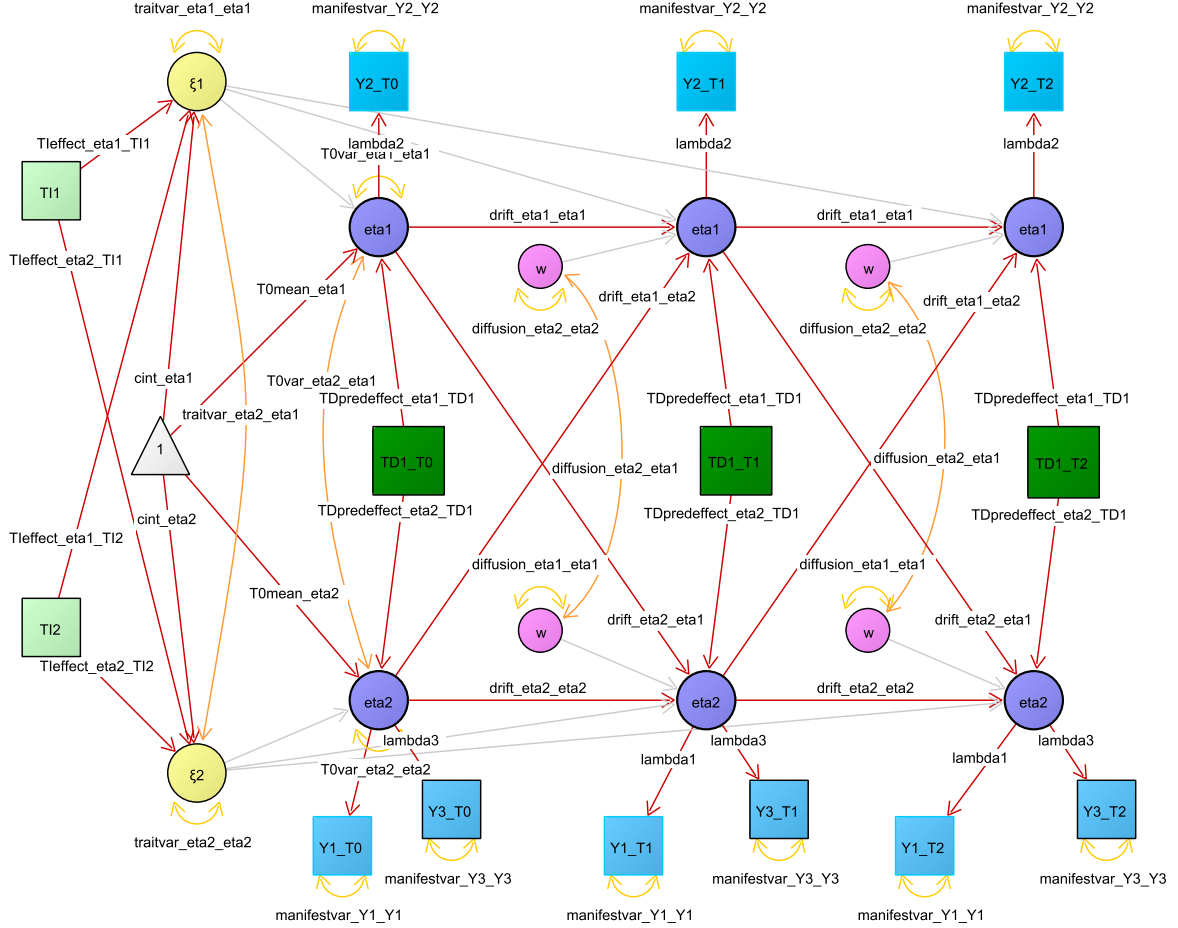 traitvar_eta1_eta1
manifestvar_Y2_Y2
manifestvar_Y2_Y2
manifestvar_Y2_Y2
ξ1
Y2_T0
Y2_T1
Y2_T2
TIeffect_eta1_TI1
lambda2
lambda2
lambda2
T0var_eta1_eta1
TI1
eta1
drift_eta1_eta1
eta1
drift_eta1_eta1
eta1
TIeffect_eta2_TI1
w
w
T0mean_eta1
drift_eta1_eta2
drift_eta1_eta2
diffusion_eta2_eta2
diffusion_eta2_eta2
cint_eta1
T0var_eta2_eta1
traitvar_eta2_eta1
TDpredeffect_eta1_TD1
TDpredeffect_eta1_TD1
TDpredeffect_eta1_TD1
1
TD1_T0
diffusion_eta2_eta1
TD1_T1
diffusion_eta2_eta1
TD1_T2
cint_eta2
TDpredeffect_eta2_TD1
TDpredeffect_eta2_TD1
TDpredeffect_eta2_TD1
TIeffect_eta1_TI2
diffusion_eta1_eta1
diffusion_eta1_eta1
T0mean_eta2
TI2
w
drift_eta2_eta1
w
drift_eta2_eta1
TIeffect_eta2_TI2
eta2
drift_eta2_eta2
eta2
drift_eta2_eta2
eta2
lambda3
lambda3
lambda3
ξ2
T0var_eta2_eta2
lambda1
lambda1
Y3_T0
Y3_T1
Y3_T2
traitvar_eta2_eta2
Y1_T0
Y1_T1
Y1_T2
manifestvar_Y3_Y3
manifestvar_Y3_Y3
manifestvar_Y3_Y3
manifestvar_Y1_Y1
manifestvar_Y1_Y1
manifestvar_Y1_Y1